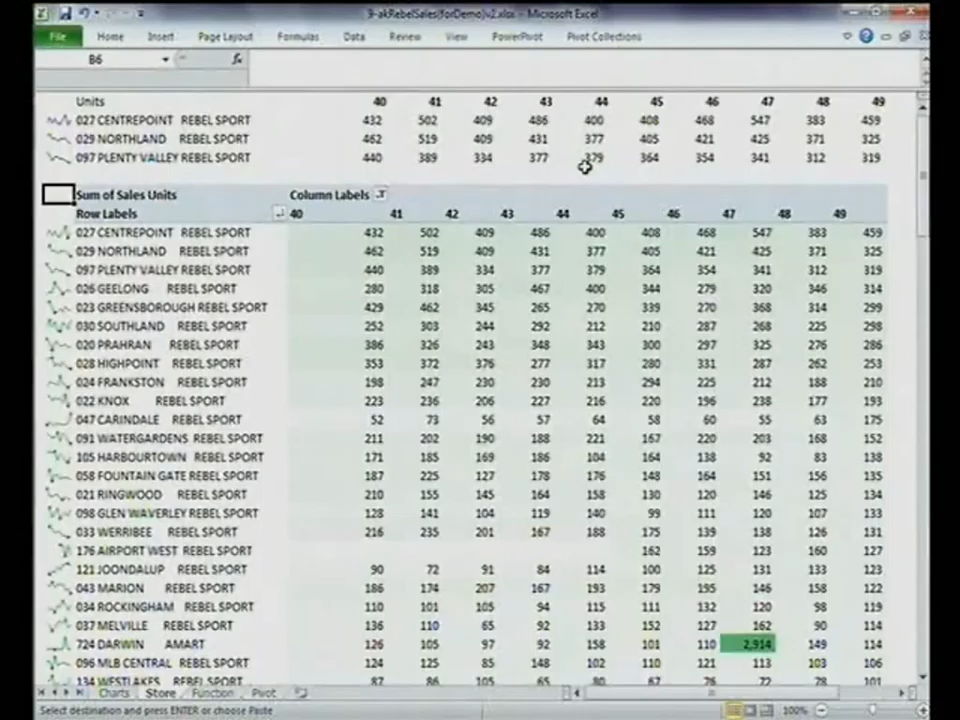 9-akRebelSales(forDemo)v2.xlsx - Microsoft Excel
File Home Insert Page Layout Formulas Data Review View PowerPivot Pivot Collections
B6 fx
Units 40 41 42 43 44 45 46 47 48 49
027 CENTREPOINT REBEL SPORT 432 502 409 486 400 408 468 547 383 459
029 NORTHLAND REBEL SPORT 462 519 409 431 377 405 421 425 371 325
097 PLENTY VALLEY REBEL SPORT 440 389 334 377 379 364 354 341 312 319
Sum of Sales Units Column Labels
Row Labels 40 41 42 43 44 45 46 47 48 49
027 CENTREPOINT REBEL SPORT 432 502 409 486 400 408 468 547 383 459
029 NORTHLAND REBEL SPORT 462 519 409 431 377 405 421 425 371 325
097 PLENTY VALLEY REBEL SPORT 440 389 334 377 379 364 354 341 312 319
026 GEELONG REBEL SPORT 280 318 305 467 400 344 279 320 346 314
023 GREENSBOROUGH REBEL SPORT 429 462 345 265 270 339 270 368 314 299
030 SOUTHLAND REBEL SPORT 252 303 244 292 212 210 287 268 225 298
020 PRAHRAN REBEL SPORT 386 326 243 348 343 300 297 325 276 286
028 HIGHPOINT REBEL SPORT 353 372 376 277 317 280 331 287 262 253
024 FRANKSTON REBEL SPORT 198 247 230 230 213 294 225 212 188 210
022 KNOX REBEL SPORT 223 236 206 227 216 220 196 238 177 193
047 CARINDALE REBEL SPORT 52 73 56 57 64 58 60 55 63 175
091 WATERGARDENS REBEL SPORT 211 202 190 188 221 167 220 203 168 152
105 HARBOURTOWN REBEL SPORT 171 185 169 186 104 164 138 92 83 138
058 FOUNTAIN GATE REBEL SPORT 187 225 127 178 176 148 164 151 156 135
021 RINGWOOD REBEL SPORT 210 155 145 164 158 130 120 146 125 134
098 GLEN WAVERLEY REBEL SPORT 128 141 104 119 140 99 111 120 107 133
033 WERRIBEE REBEL SPORT 216 235 201 167 188 175 139 138 126 131
176 AIRPORT WEST REBEL SPORT 162 159 123 160 127
121 JOONDALUP REBEL SPORT 90 72 91 84 114 100 125 131 133 123
043 MARION REBEL SPORT 186 174 207 167 193 179 195 146 158 122
034 ROCKINGHAM REBEL SPORT 110 101 105 94 115 111 132 120 98 119
037 MELVILLE REBEL SPORT 136 110 65 92 133 152 127 162 90 114
724 DARWIN AMART 126 105 97 92 158 101 110 2,914 149 114
096 MLB CENTRAL REBEL SPORT 124 125 85 148 102 110 121 113 103 106
134 WESTLAKES REBEL SPORT 87 86 81 105 90 67 76 72 78 91
Charts Store Function Pivot
Select destination and press ENTER or choose Paste 100%